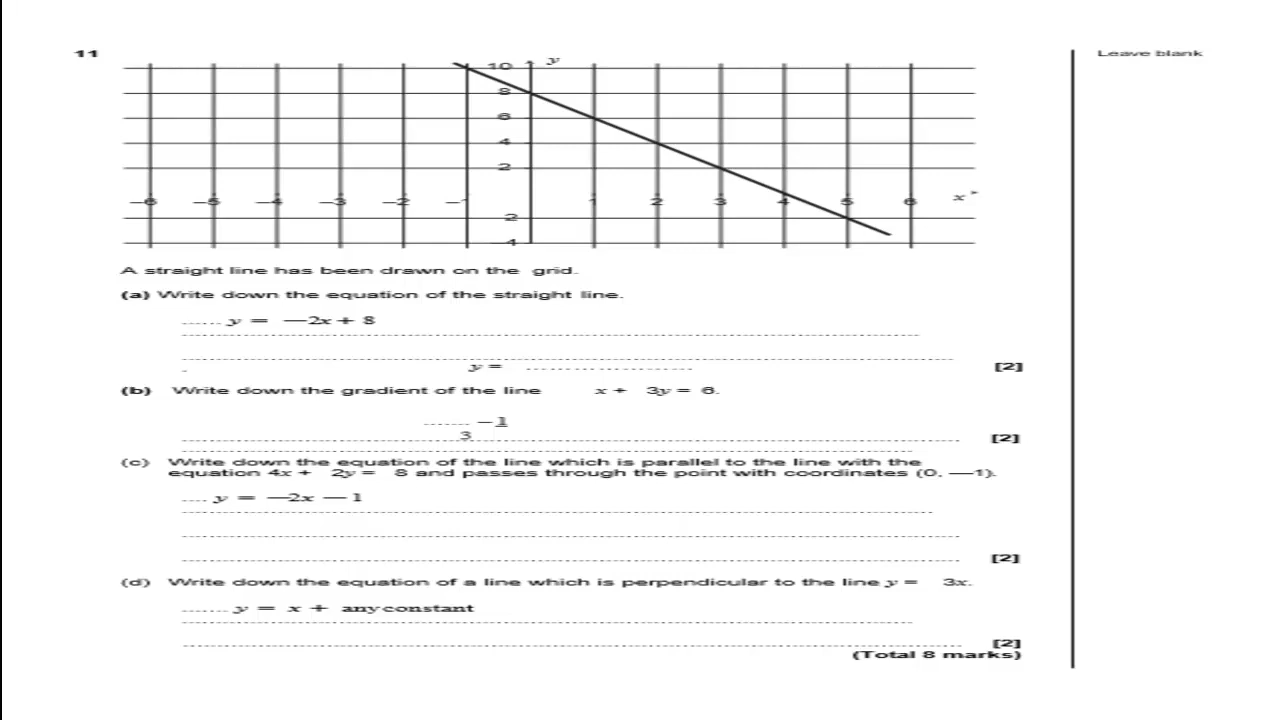 11
Leave blank
10 y
8
6
4
2
—6 —5 —4 —3 —2 —1 1 2 3 4 5 6 x
2
4
A straight line has been drawn on the grid.
(a) Write down the equation of the straight line.
...... y = —2x + 8
y = ...................... [2]
(b) Write down the gradient of the line x + 3y = 6.
....... —1
3
[2]
(c) Write down the equation of the line which is parallel to the line with the
equation 4x + 2y = 8 and passes through the point with coordinates (0, —1).
.... y = —2x — 1
[2]
(d) Write down the equation of a line which is perpendicular to the line y = 3x.
....... y = x + any constant
[2]
(Total 8 marks)